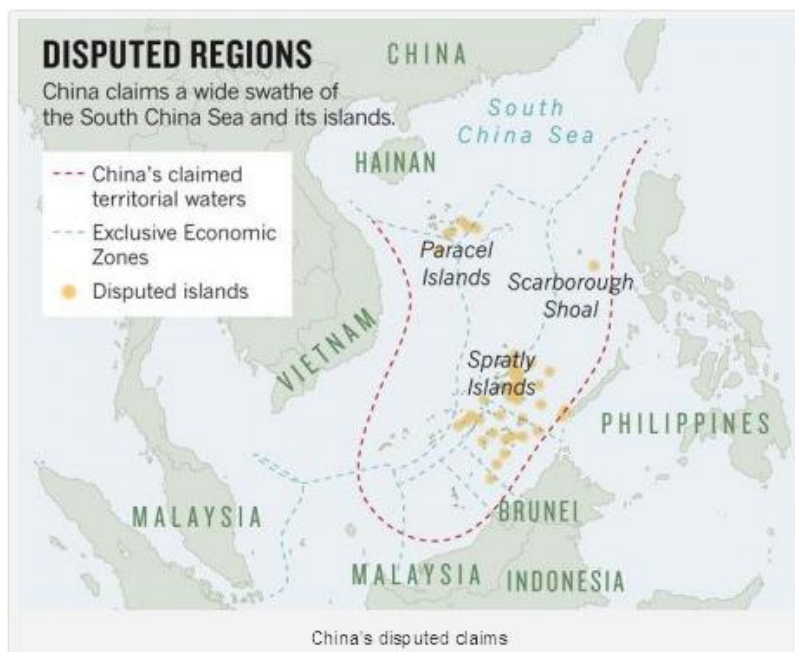 DISPUTED REGIONS
China claims a wide swathe of
the South China Sea and its islands.
China's claimed
territorial waters
Exclusive Economic
Zones
Disputed islands
CHINA
South
China Sea
HAINAN
Paracel
Islands
Scarborough
Shoal
VIETNAM
Spratly
Islands
PHILIPPINES
MALAYSIA
BRUNEI
MALAYSIA
INDONESIA
China's disputed claims